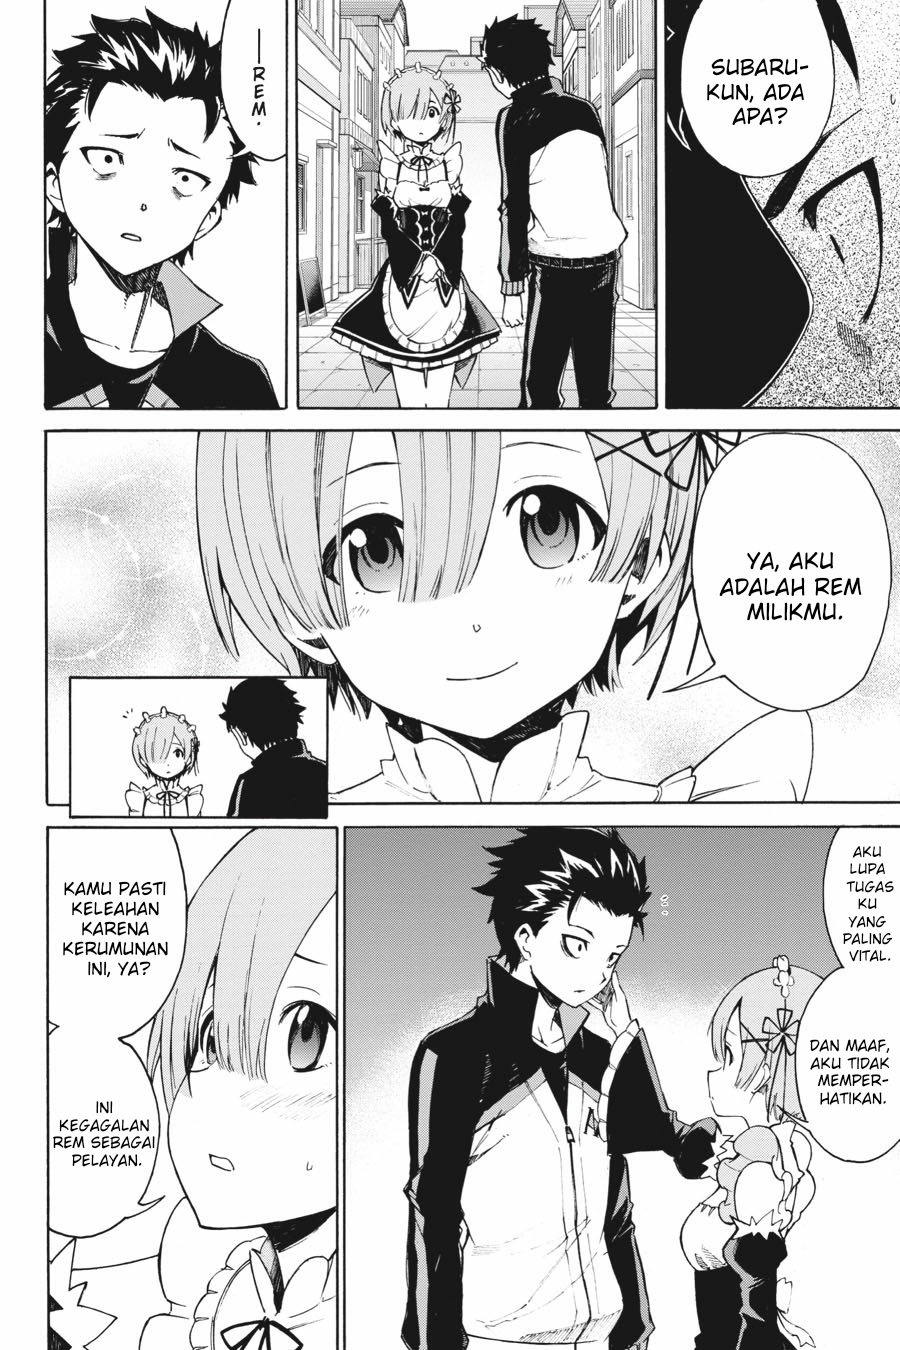 SUBARU-
KUN, ADA
APA?
—REM.
YA, AKU
ADALAH REM
MILIKMU.
AKU
LUPA
TUGAS
KU
YANG
PALING
VITAL.
DAN MAAF,
AKU TIDAK
MEMPER-
HATIKAN.
KAMU PASTI
KELEAHAN
KARENA
KERUMUNAN
INI, YA?
INI
KEGAGALAN
REM SEBAGAI
PELAYAN.